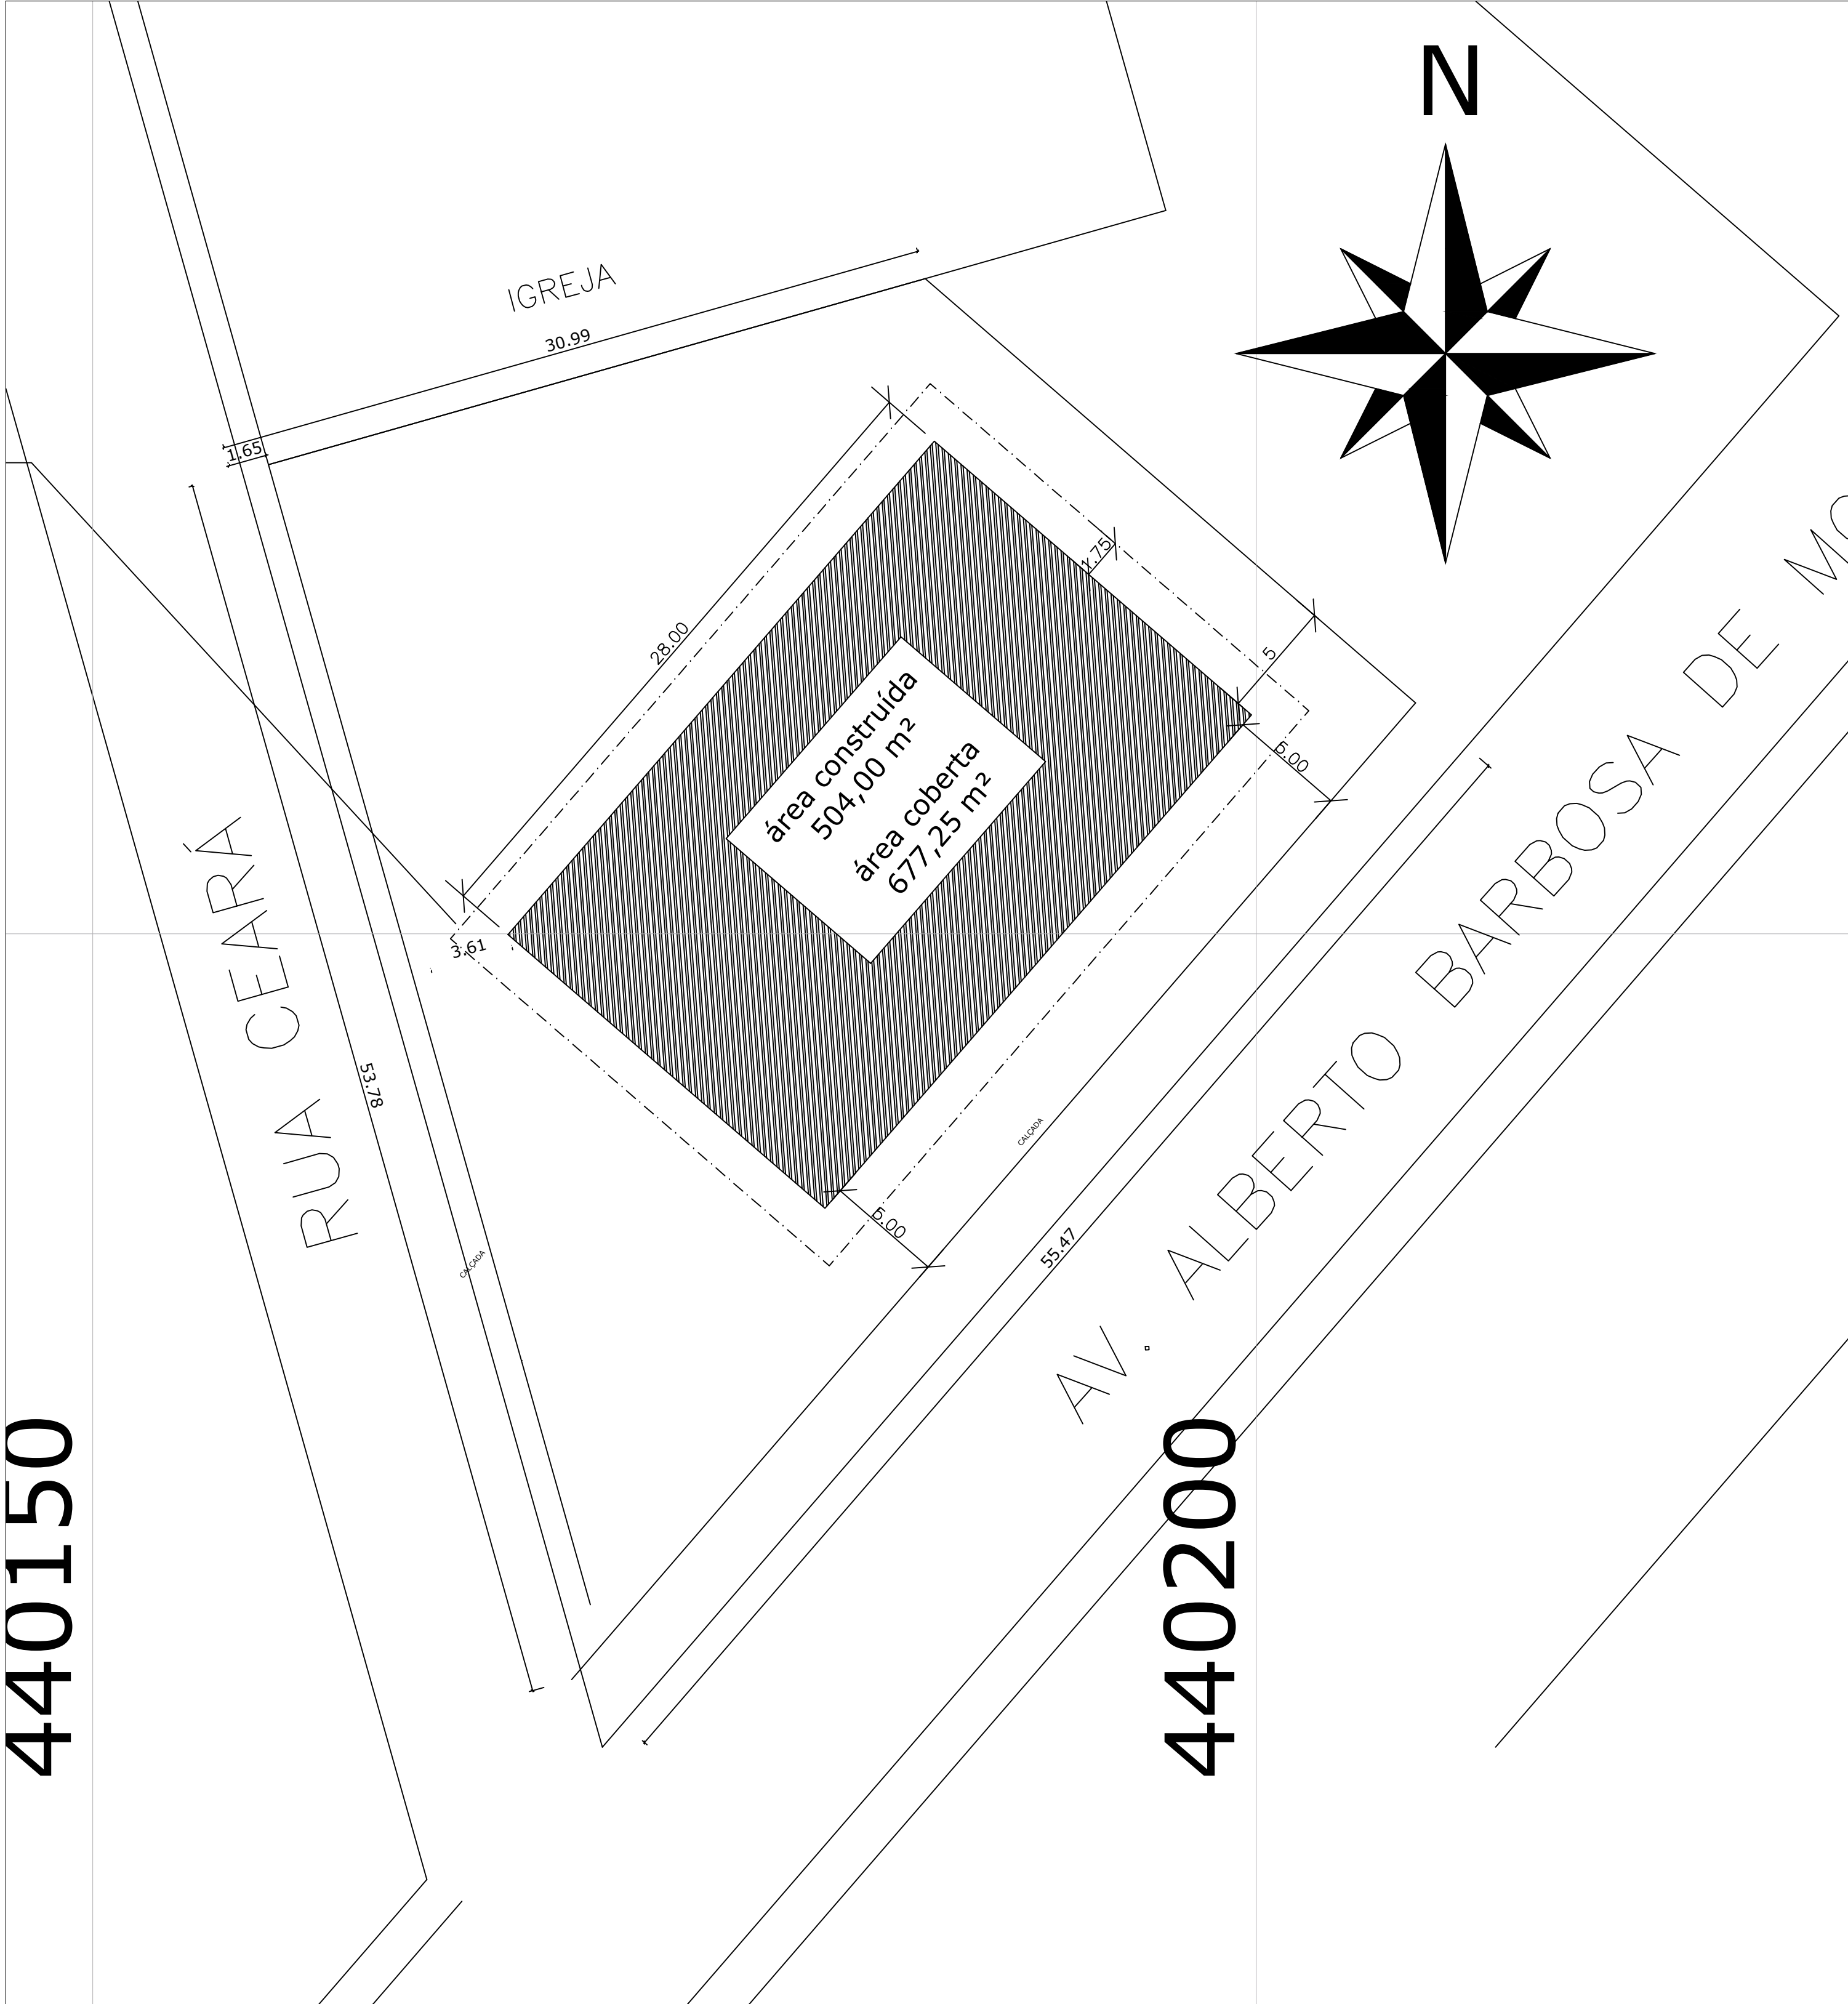 N
IGREJA
30.99
1.65
28.00
1.75
5
5.00
área construída
504,00 m²
área coberta
677,25 m²
3.61
53.78
RUA CEARÁ
5.00
55.47
CALÇADA
CALÇADA
AV. ALBERTO BARBOSA DE MO
440150
440200